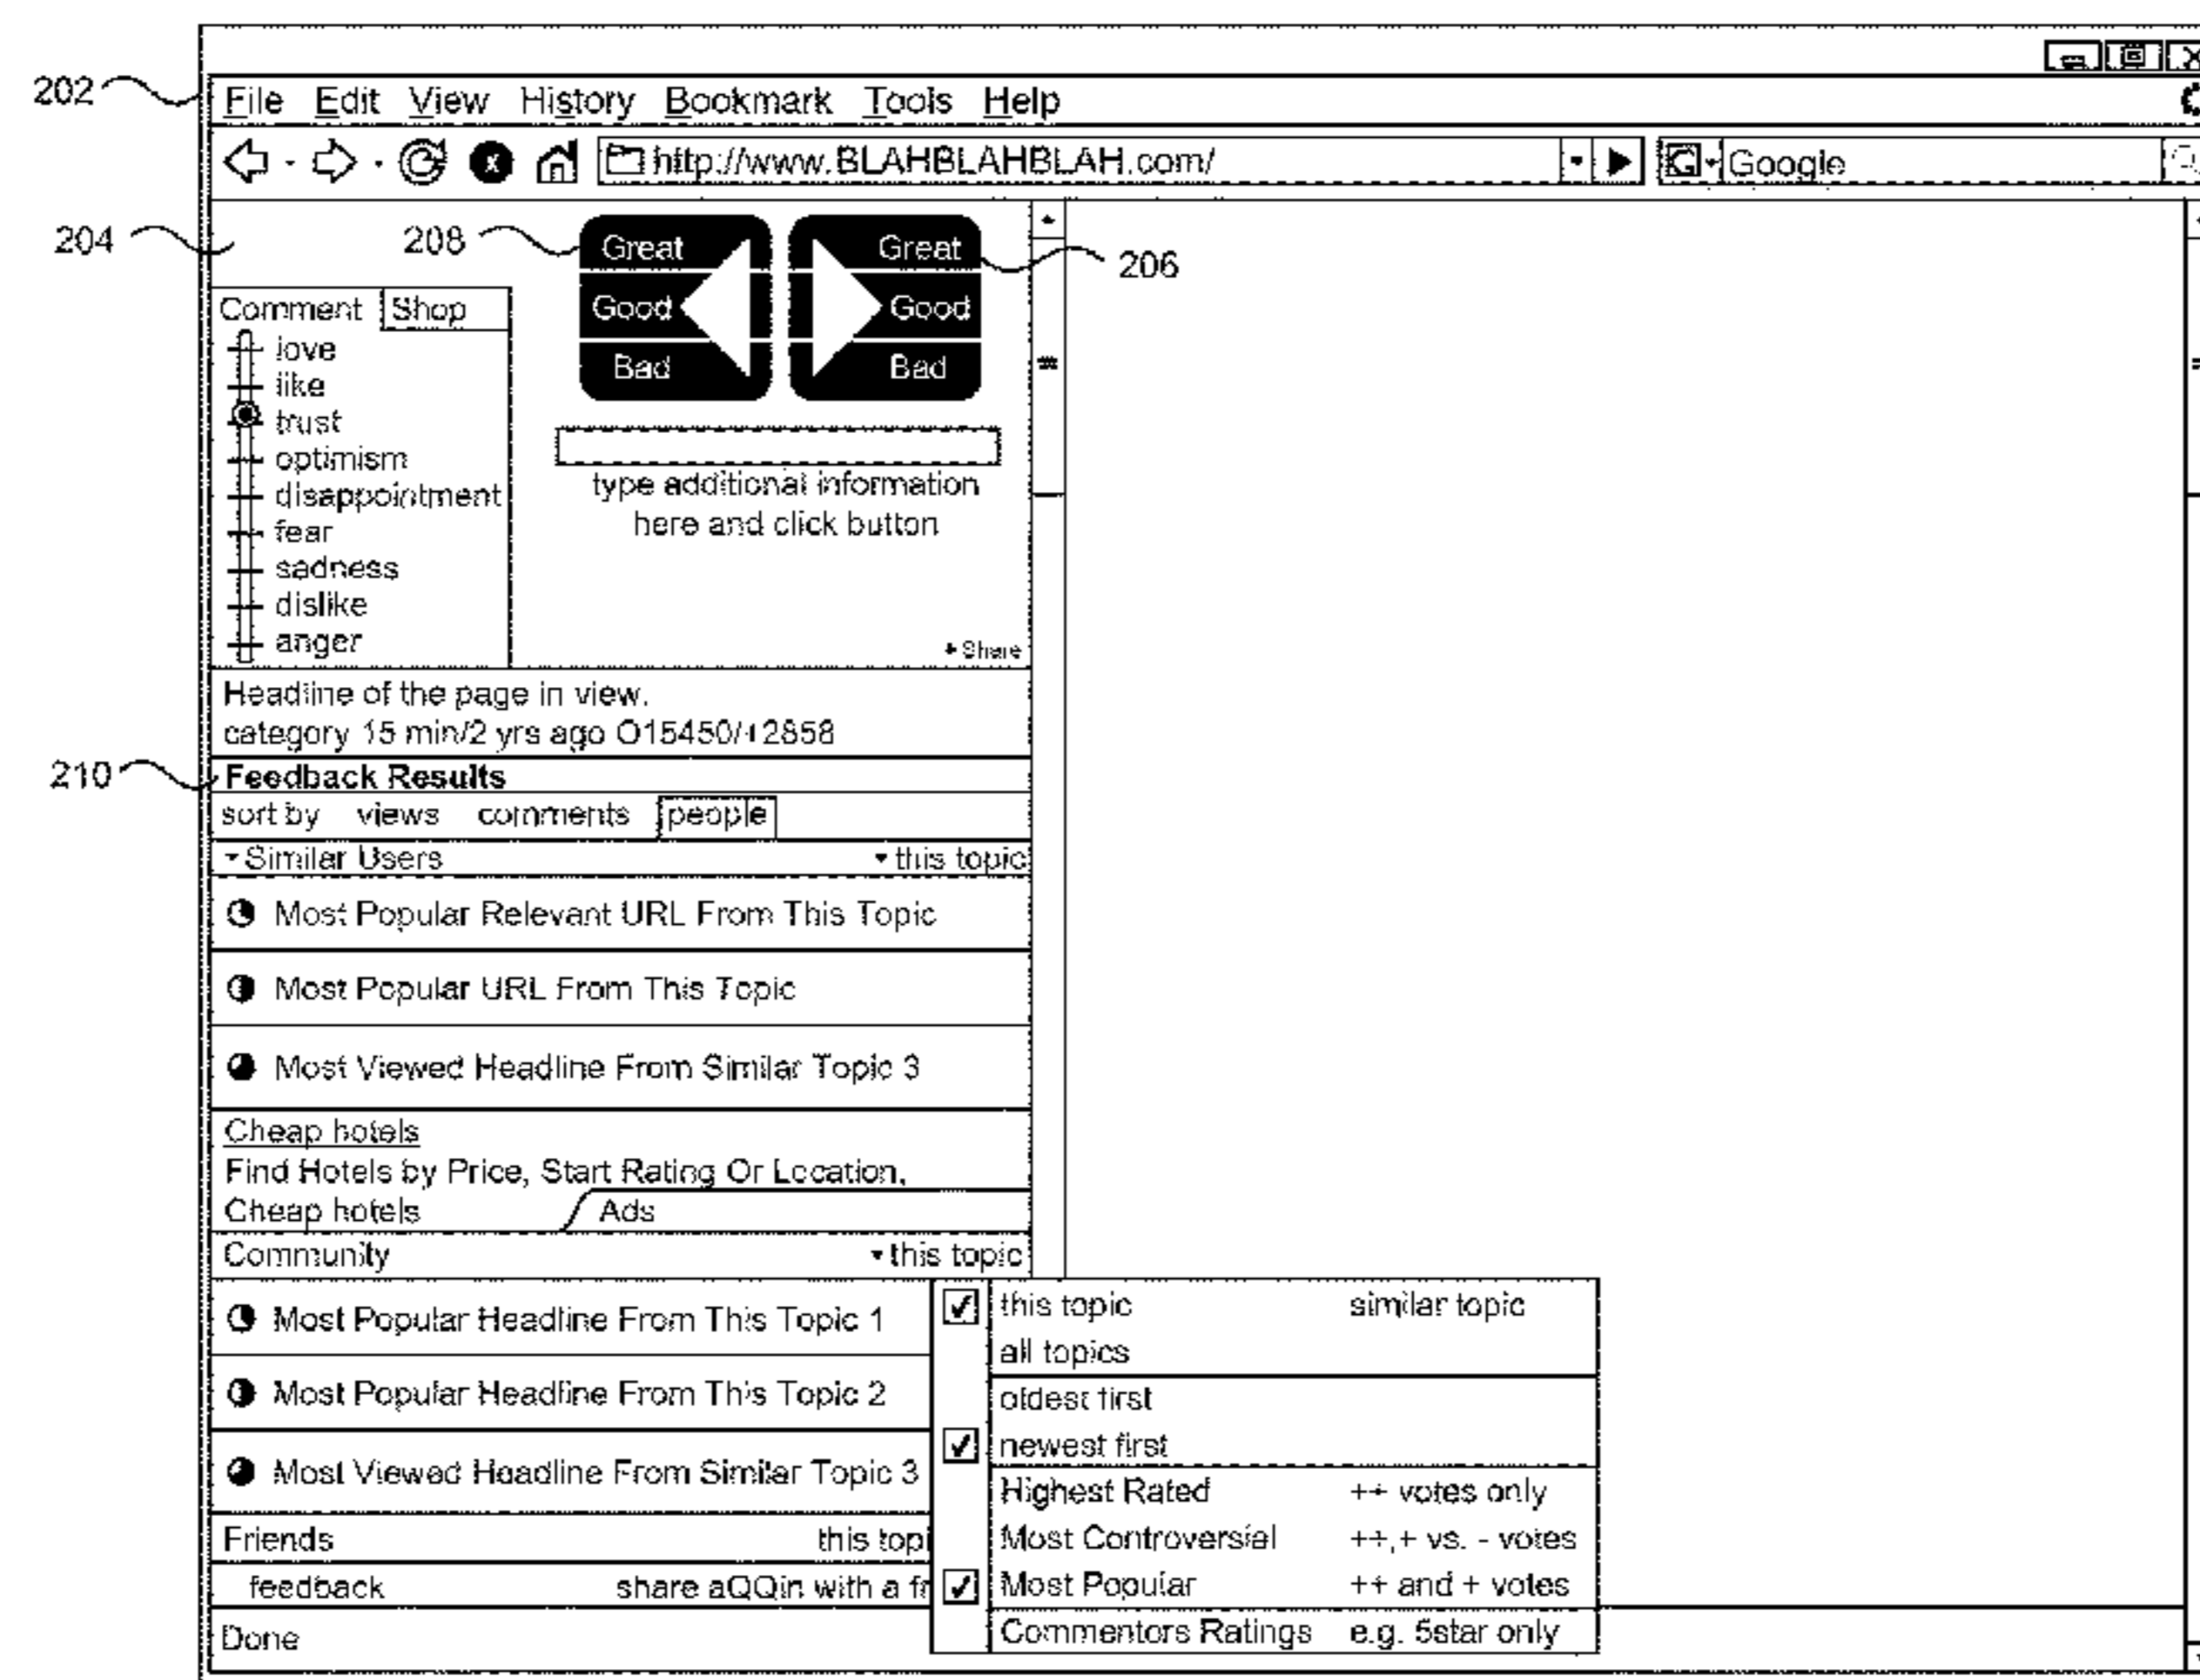 202
File Edit View History Bookmark Tools Help
http://www.BLAHBLAHBLAH.com/
G Google
204
208
Great
Good
Bad
Great
Good
Bad
206
Comment Shop
love
like
trust
optimism
disappointment
fear
sadness
dislike
anger
type additional information
here and click button
Share
Headline of the page in view.
category 15 min/2 yrs ago O15450/+2858
210
Feedback Results
sort by views comments people
Similar Users this topic
Most Popular Relevant URL From This Topic
Most Popular URL From This Topic
Most Viewed Headline From Similar Topic 3
Cheap hotels
Find Hotels by Price, Start Rating Or Location,
Cheap hotels Ads
Community this topic
Most Popular Headline From This Topic 1
Most Popular Headline From This Topic 2
Most Viewed Headline From Similar Topic 3
Friends this topi
feedback share aQQin with a fr
Done
this topic similar topic
all topics
oldest first
newest first
Highest Rated ++ votes only
Most Controversial ++,+ vs. - votes
Most Popular ++ and + votes
Commentors Ratings e.g. 5star only